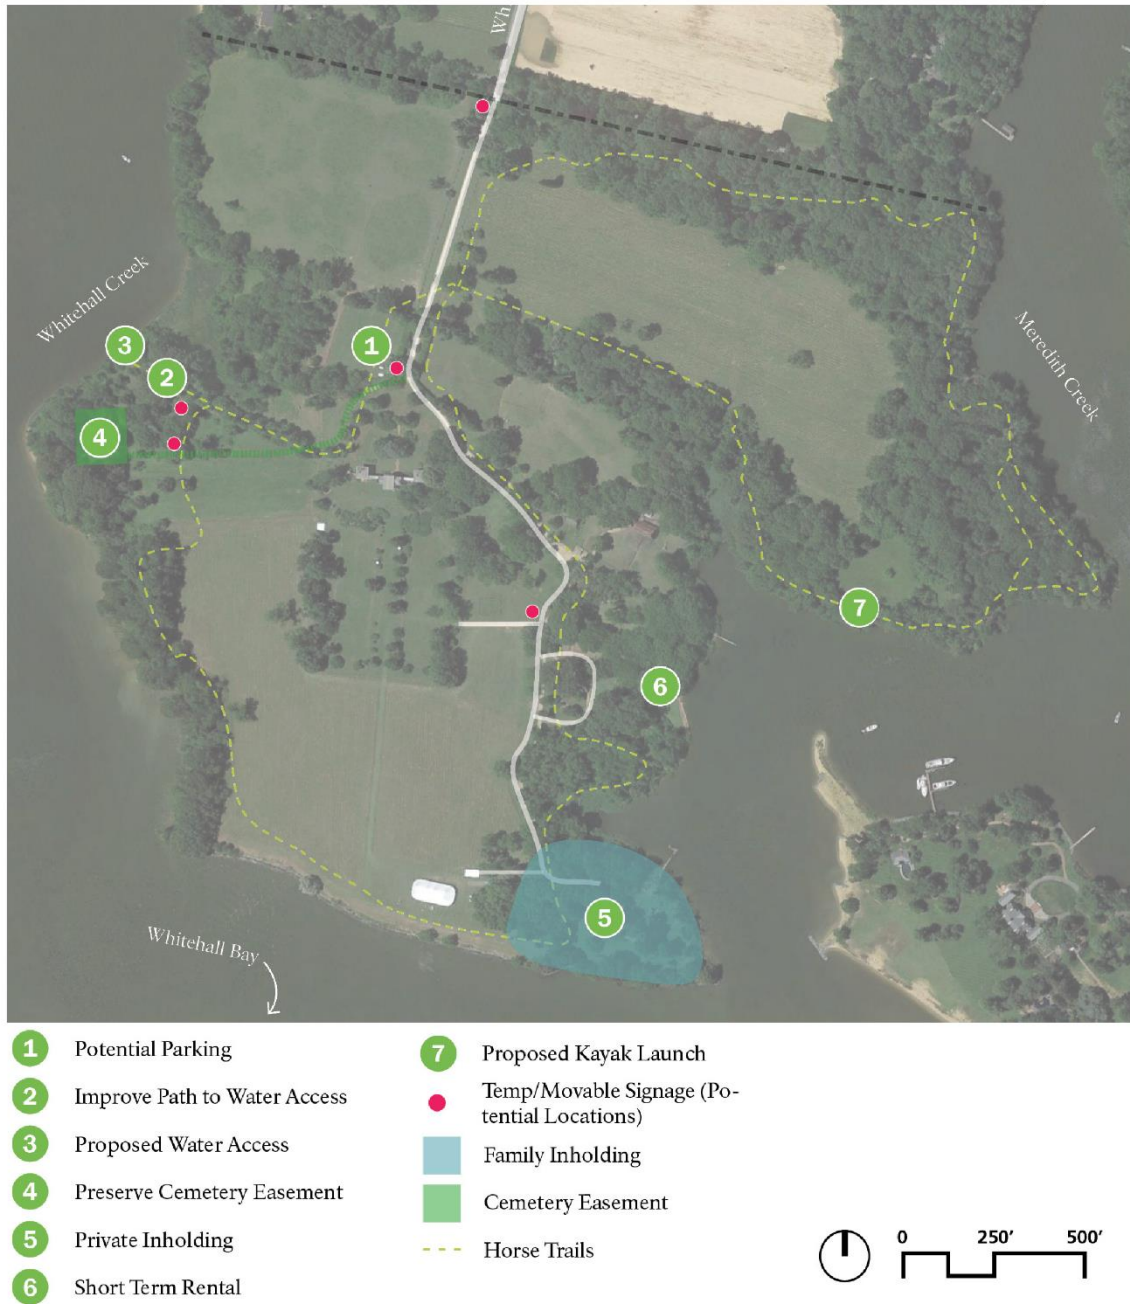 Wh
Whitehall Creek
Meredith Creek
3
1
2
4
7
6
5
Whitehall Bay
1 Potential Parking
2 Improve Path to Water Access
3 Proposed Water Access
4 Preserve Cemetery Easement
5 Private Inholding
6 Short Term Rental
7 Proposed Kayak Launch
Temp/Movable Signage (Po-
tential Locations)
Family Inholding
Cemetery Easement
Horse Trails
0 250' 500'